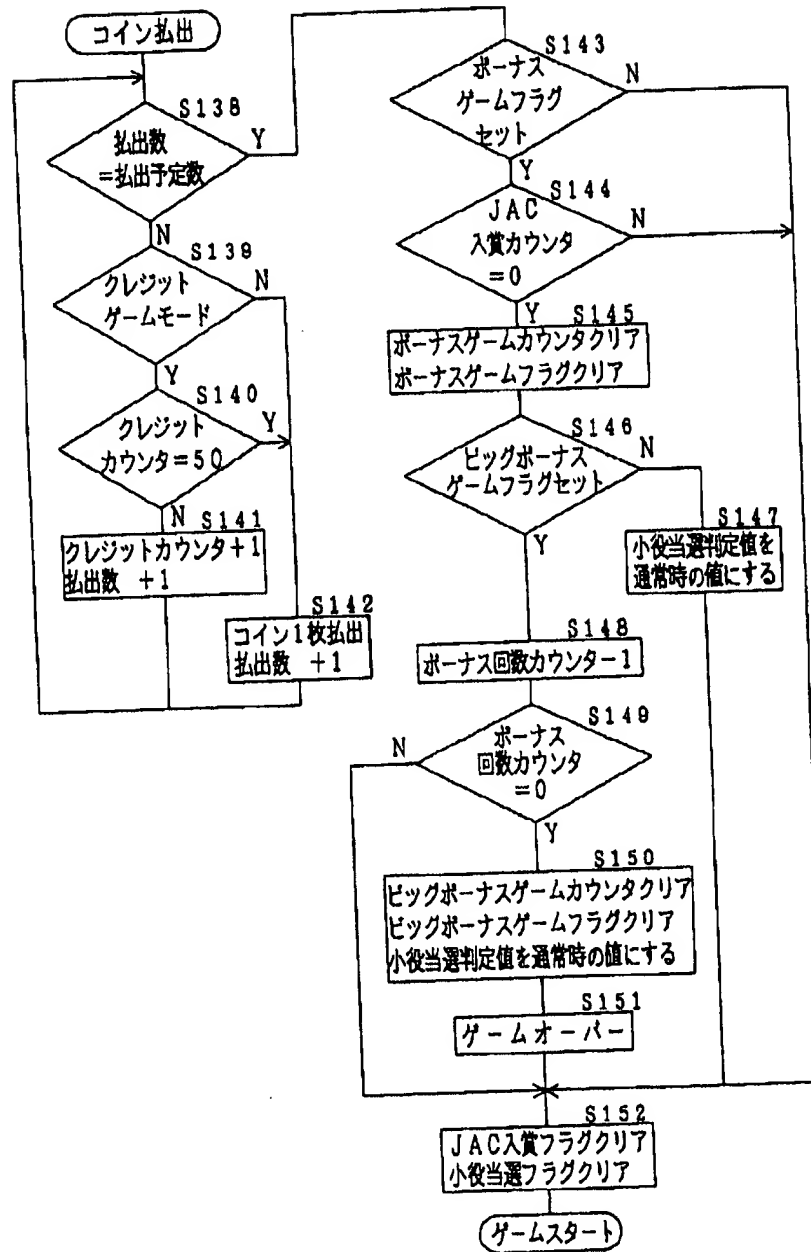 コイン払出
S138
払出数
=払出予定数
Y
N
S139
クレジット
ゲームモード
N
Y
S140
クレジット
カウンタ=50
Y
N
S141
クレジットカウンタ+1
払出数 +1
S142
コイン1枚払出
払出数 +1
S143
ボーナス
ゲームフラグ
セット
N
Y
S144
JAC
入賞カウンタ
=0
N
Y
S145
ボーナスゲームカウンタクリア
ボーナスゲームフラグクリア
S146
ビッグボーナス
ゲームフラグセット
N
Y
S147
小役当選判定値を
通常時の値にする
S148
ボーナス回数カウンタ-1
S149
ボーナス
回数カウンタ
=0
N
Y
S150
ビッグボーナスゲームカウンタクリア
ビッグボーナスゲームフラグクリア
小役当選判定値を通常時の値にする
S151
ゲームオーバー
S152
JAC入賞フラグクリア
小役当選フラグクリア
ゲームスタート